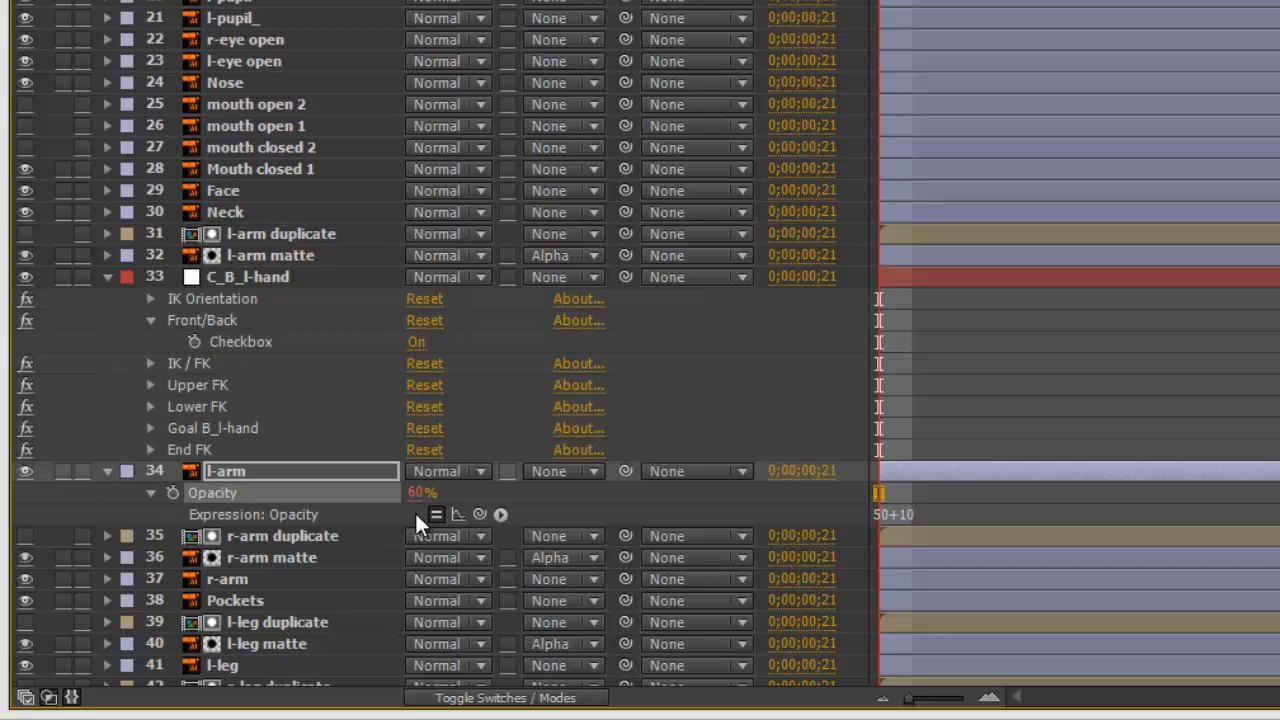 21 l-pupil_ Normal None None 0;00;00;21
22 r-eye open Normal None None 0;00;00;21
23 l-eye open Normal None None 0;00;00;21
24 Nose Normal None None 0;00;00;21
25 mouth open 2 Normal None None 0;00;00;21
26 mouth open 1 Normal None None 0;00;00;21
27 mouth open 2 Normal None None 0;00;00;21
28 Mouth open 1 Normal None None 0;00;00;21
29 Face Normal None None 0;00;00;21
30 Neck Normal None None 0;00;00;21
31 l-arm duplicate Normal None None 0;00;00;21
32 l-arm matte Normal None None 0;00;00;21
33 C_B_l-hand Normal None None 0;00;00;21
fx IK Orientation Reset About...
fx Front/Back Reset About...
Checkbox On
fx IK / FK Reset About...
fx Upper FK Reset About...
fx Lower FK Reset About...
fx Goal B_l-hand Reset About...
fx End FK Reset About...
34 l-arm Normal None None 0;00;00;21
Opacity 60%
Expression: Opacity 50+10
35 r-arm duplicate Normal None None 0;00;00;21
36 r-arm matte Normal None None 0;00;00;21
37 r-arm Normal None None 0;00;00;21
38 Pockets Normal None None 0;00;00;21
39 l-leg duplicate Normal None None 0;00;00;21
40 l-leg matte Normal None None 0;00;00;21
41 l-leg Normal None None 0;00;00;21
Toggle Switches / Modes